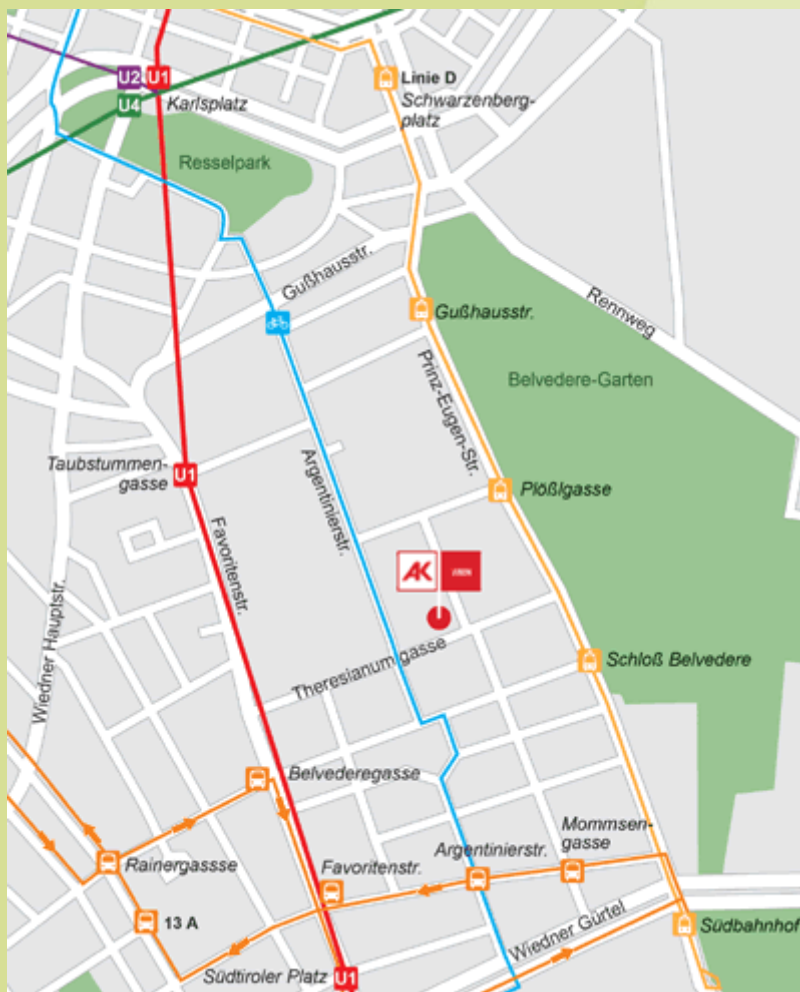 U2
U1
Linie D
Schwarzenberg-
platz
U4
Karlsplatz
Resselpark
Gußhausstr.
Rennweg
Gußhausstr.
Belvedere-Garten
Prinz-Eugen-Str.
Taubstummen-
gasse
U1
Argentinierstr.
Plößlgasse
Favoritenstr.
AK
Wiedner Hauptstr.
Theresianumgasse
Schloß Belvedere
Belvederegasse
Mommsen-
gasse
Argentinierstr.
Rainergassse
Favoritenstr.
13 A
Wiedner Gürtel
Südbahnhof
Südtiroler Platz
U1